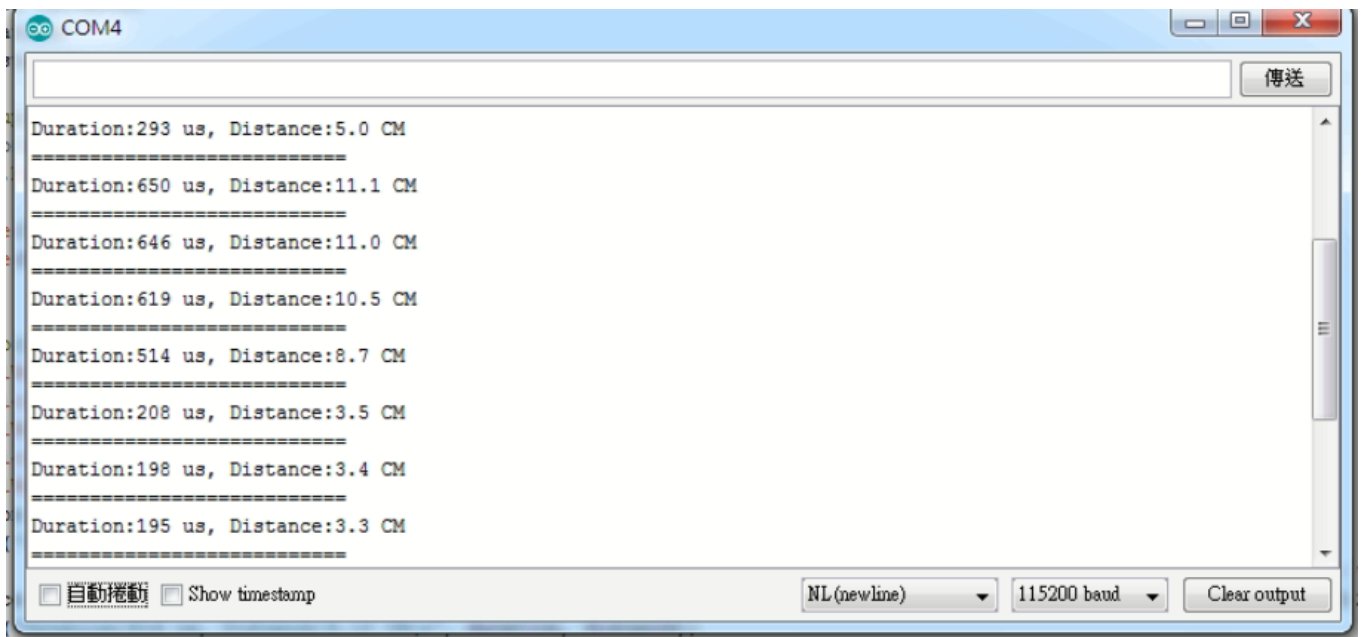 COM4
傳送
Duration:293 us, Distance:5.0 CM
===========================
Duration:650 us, Distance:11.1 CM
===========================
Duration:646 us, Distance:11.0 CM
===========================
Duration:619 us, Distance:10.5 CM
===========================
Duration:514 us, Distance:8.7 CM
===========================
Duration:208 us, Distance:3.5 CM
===========================
Duration:198 us, Distance:3.4 CM
===========================
Duration:195 us, Distance:3.3 CM
===========================
自動捲動 Show timestamp NL(newline) 115200 baud Clear output